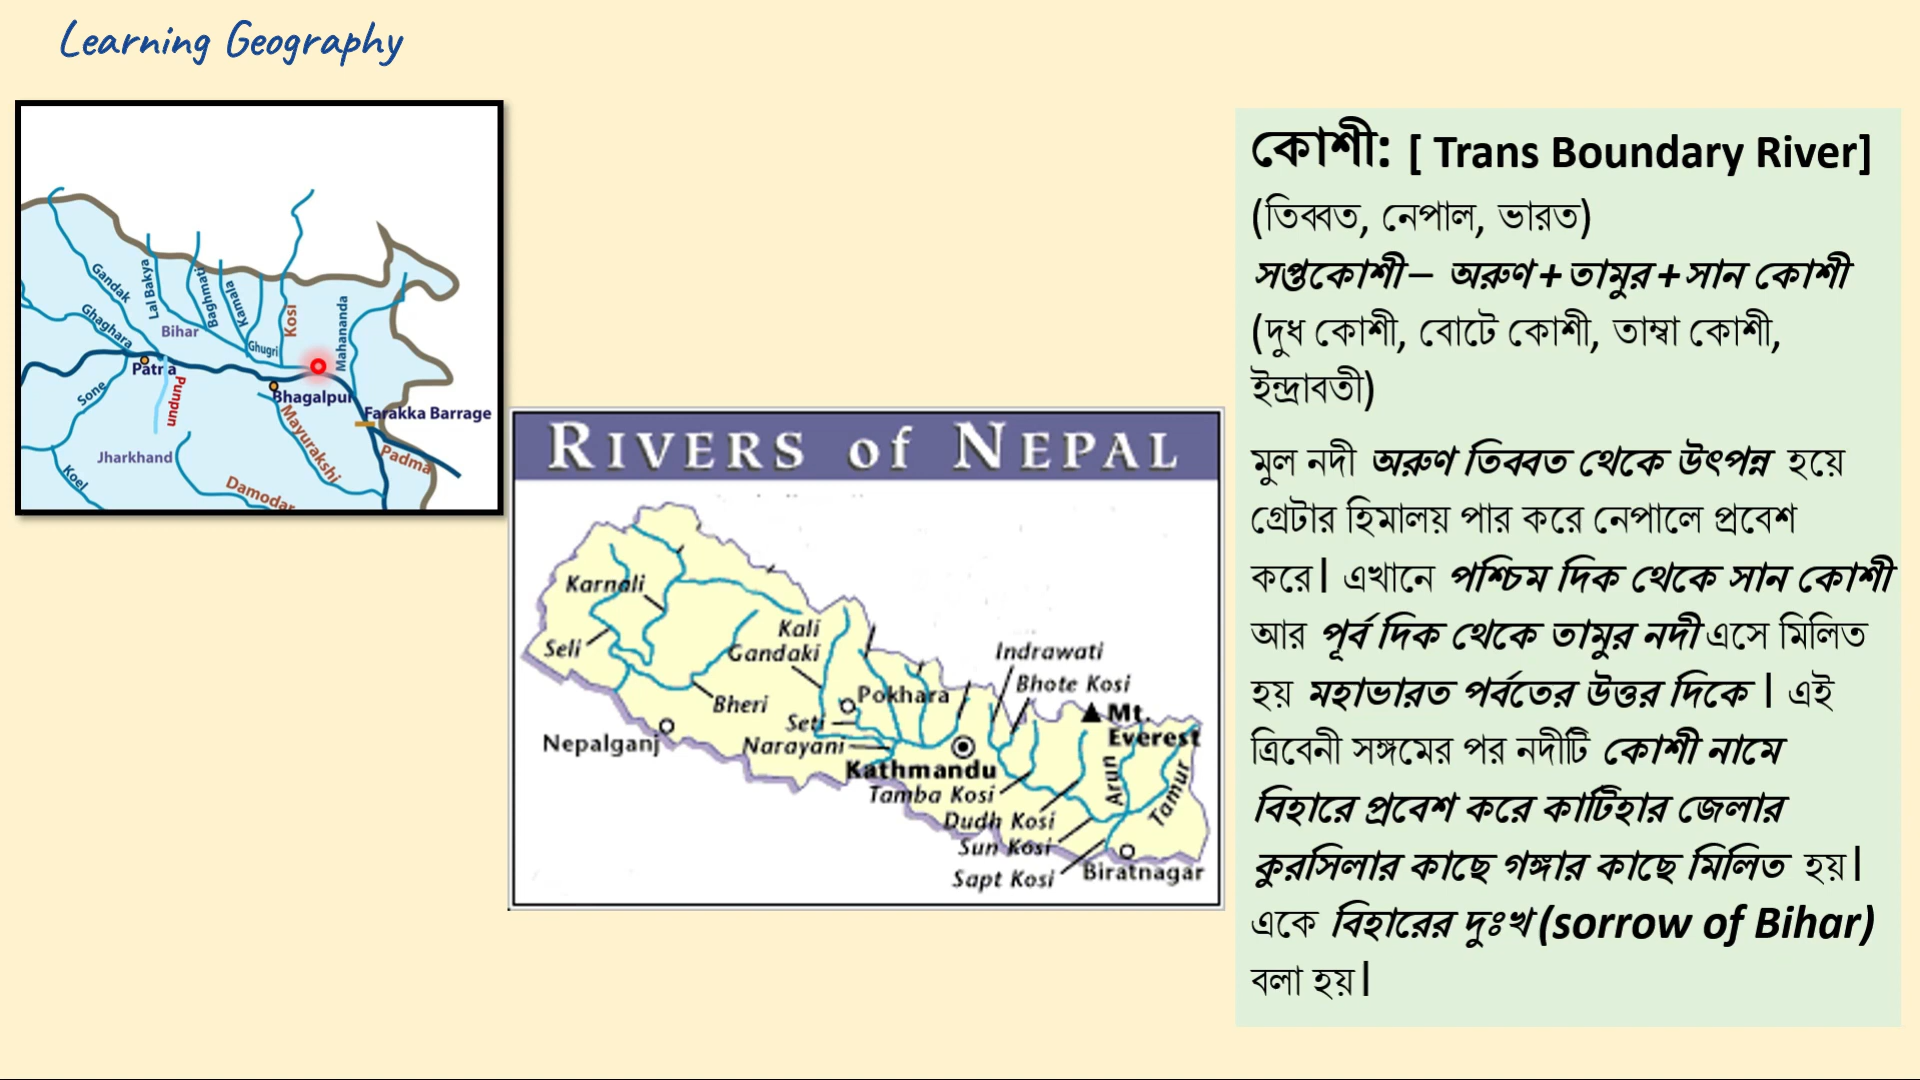 Learning Geography
Gandak
Lal Bakya
Baghmati
Kamala
Kosi
Mahananda
Ghaghara
Bihar
Ghugri
Patna
Sone
Pundun
Bhagalpur
Mayurakshi
Farakka Barrage
Padma
Jharkhand
Koel
Damodar
RIVERS of NEPAL
Karnali
Seli
Kali
Gandaki
Bheri
Seti
Narayani
Nepalganj
Pokhara
Kathmandu
Indrawati
Bhote Kosi
Mt.
Everest
Arun
Tamur
Tamba Kosi
Dudh Kosi
Sun Kosi
Sapt Kosi
Biratnagar
কোশী: [ Trans Boundary River]
(তিব্বত, নেপাল, ভারত)
সপ্তকোশী– অরুণ+তামুর+সান কোশী
(দুধ কোশী, বোটে কোশী, তাম্বা কোশী,
ইন্দ্রাবতী)
মুল নদী অরুণ তিববত থেকে উৎপন্ন হয়ে
গ্রেটার হিমালয় পার করে নেপালে প্রবেশ
করে| এখানে পশ্চিম দিক থেকে সান কোশী
আর পূর্ব দিক থেকে তামুর নদী এসে মিলিত
হয় মহাভারত পর্বতের উত্তর দিকে | এই
ত্রিবেনী সঙ্গমের পর নদীটি কোশী নামে
বিহারে প্রবেশ করে কাটিহার জেলার
কুরসিলার কাছে গঙ্গার কাছে মিলিত হয়|
একে বিহারের দুঃখ(sorrow of Bihar)
বলা হয়|